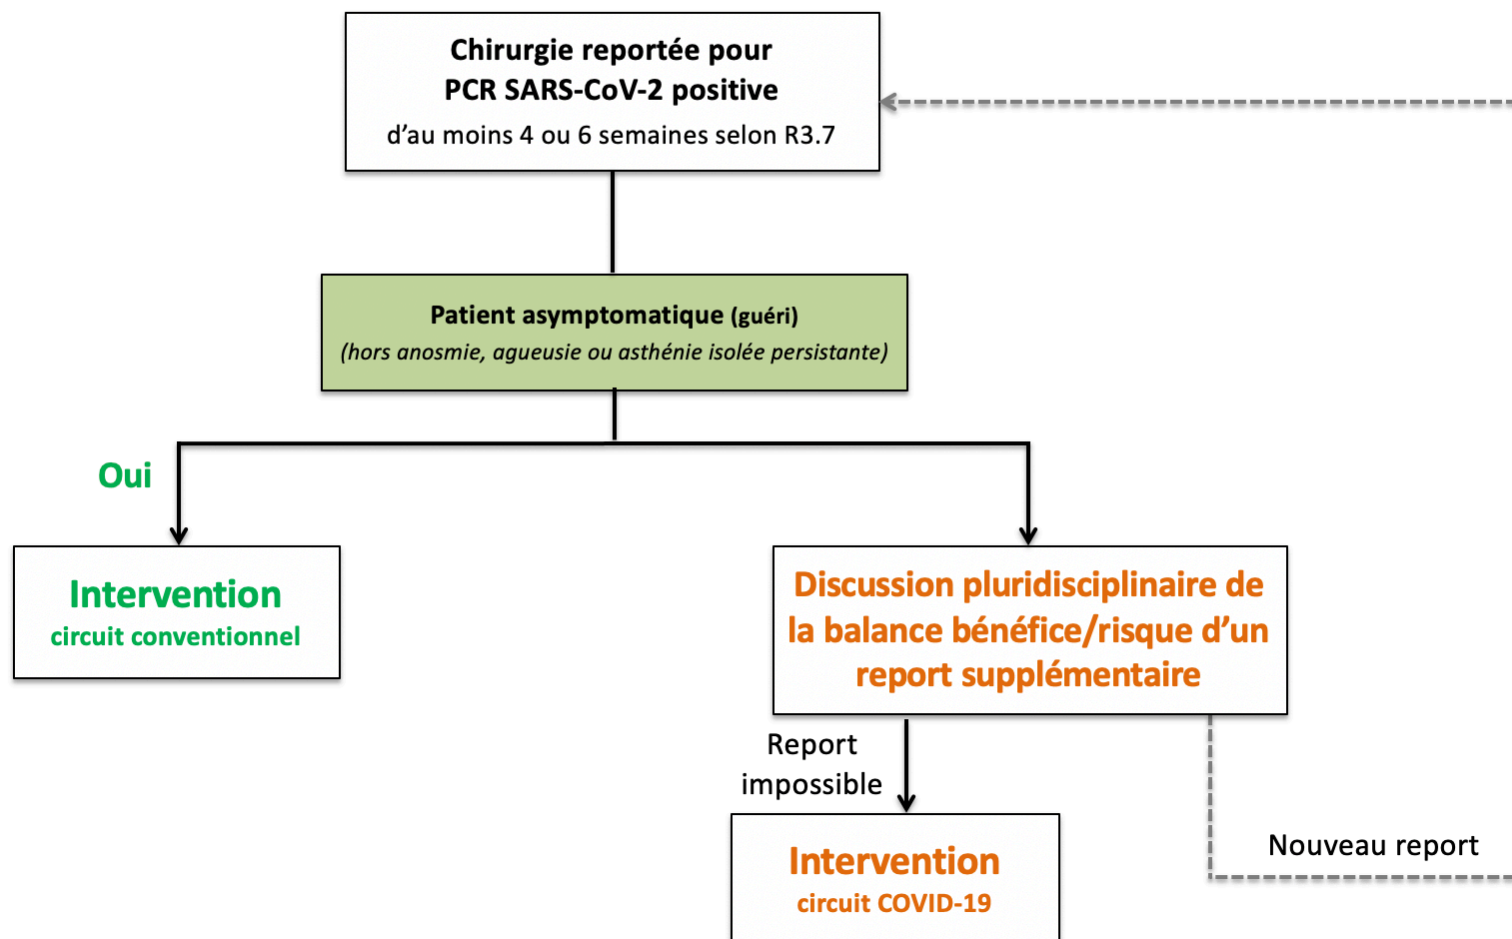 Chirurgie reportée pour
PCR SARS-CoV-2 positive
d’au moins 4 ou 6 semaines selon R3.7
Patient asymptomatique (guéri)
(hors anosmie, agueusie ou asthénie isolée persistante)
Oui
Intervention
circuit conventionnel
Discussion pluridisciplinaire de
la balance bénéfice/risque d’un
report supplémentaire
Report
impossible
Intervention
circuit COVID-19
Nouveau report